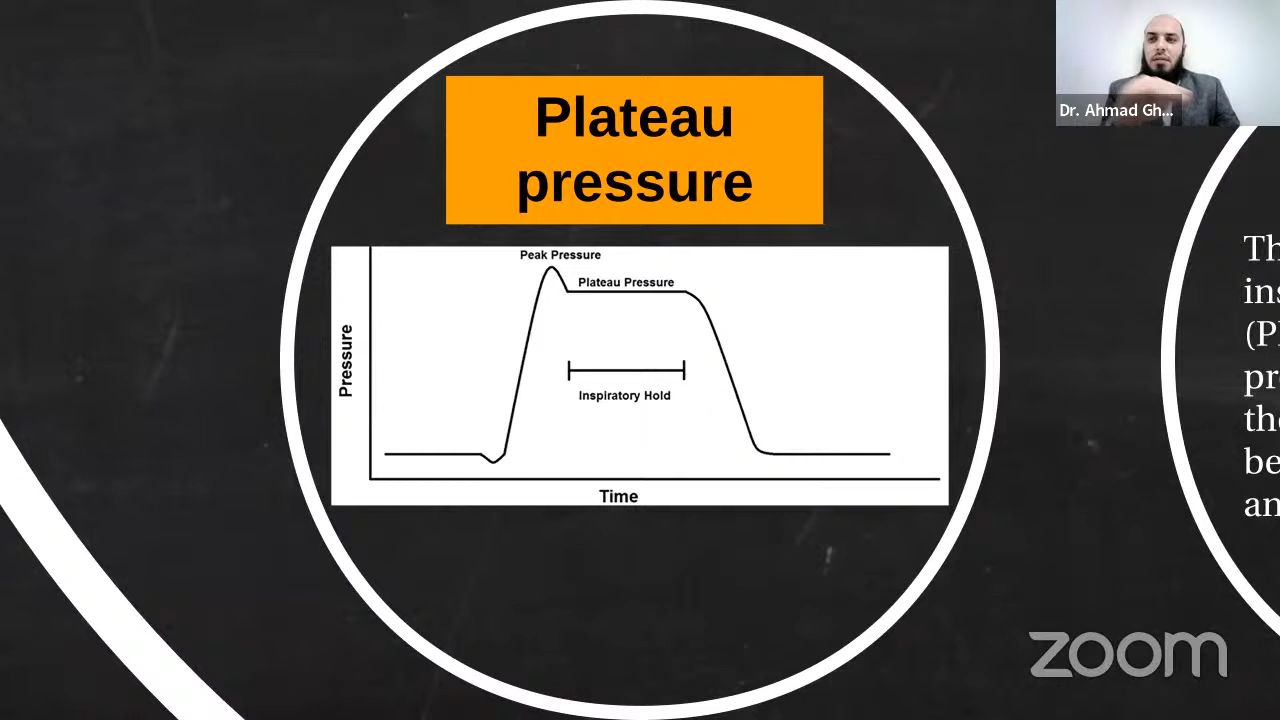 Plateau
pressure
Peak Pressure
Plateau Pressure
Pressure
Inspiratory Hold
Time
Dr. Ahmad Gh...
(P
zoom